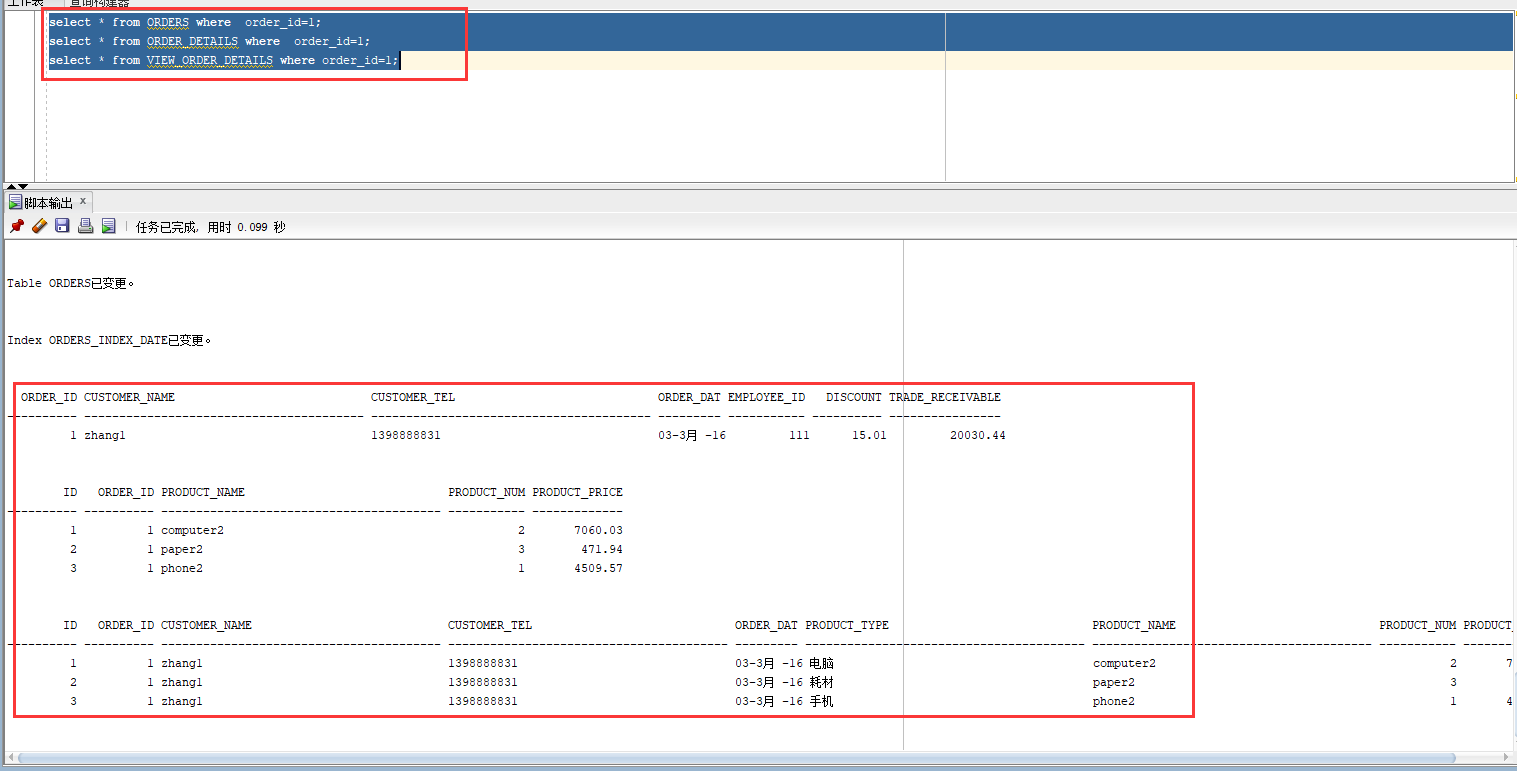 工作表 查询构建器
select * from ORDERS where  order_id=1;
select * from ORDER_DETAILS where  order_id=1;
select * from VIEW_ORDER_DETAILS where order_id=1;
脚本输出 x
任务已完成, 用时 0.099 秒
Table ORDERS已变更。
Index ORDERS_INDEX_DATE已变更。
ORDER_ID CUSTOMER_NAME CUSTOMER_TEL ORDER_DAT EMPLOYEE_ID DISCOUNT TRADE_RECEIVABLE
1 zhang1 1398888831 03-3月 -16 111 15.01 20030.44
ID ORDER_ID PRODUCT_NAME PRODUCT_NUM PRODUCT_PRICE
1 1 computer2 2 7060.03
2 1 paper2 3 471.94
3 1 phone2 1 4509.57
ID ORDER_ID CUSTOMER_NAME CUSTOMER_TEL ORDER_DAT PRODUCT_TYPE PRODUCT_NAME PRODUCT_NUM PRODUCT_
1 1 zhang1 1398888831 03-3月 -16 电脑 computer2 2 7
2 1 zhang1 1398888831 03-3月 -16 耗材 paper2 3
3 1 zhang1 1398888831 03-3月 -16 手机 phone2 1 4